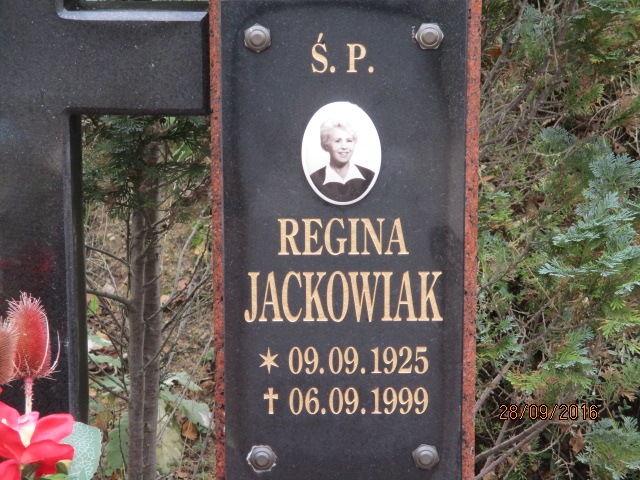 Ś. P.
REGINA
JACKOWIAK
* 09.09.1925
† 06.09.1999
28/09/2016